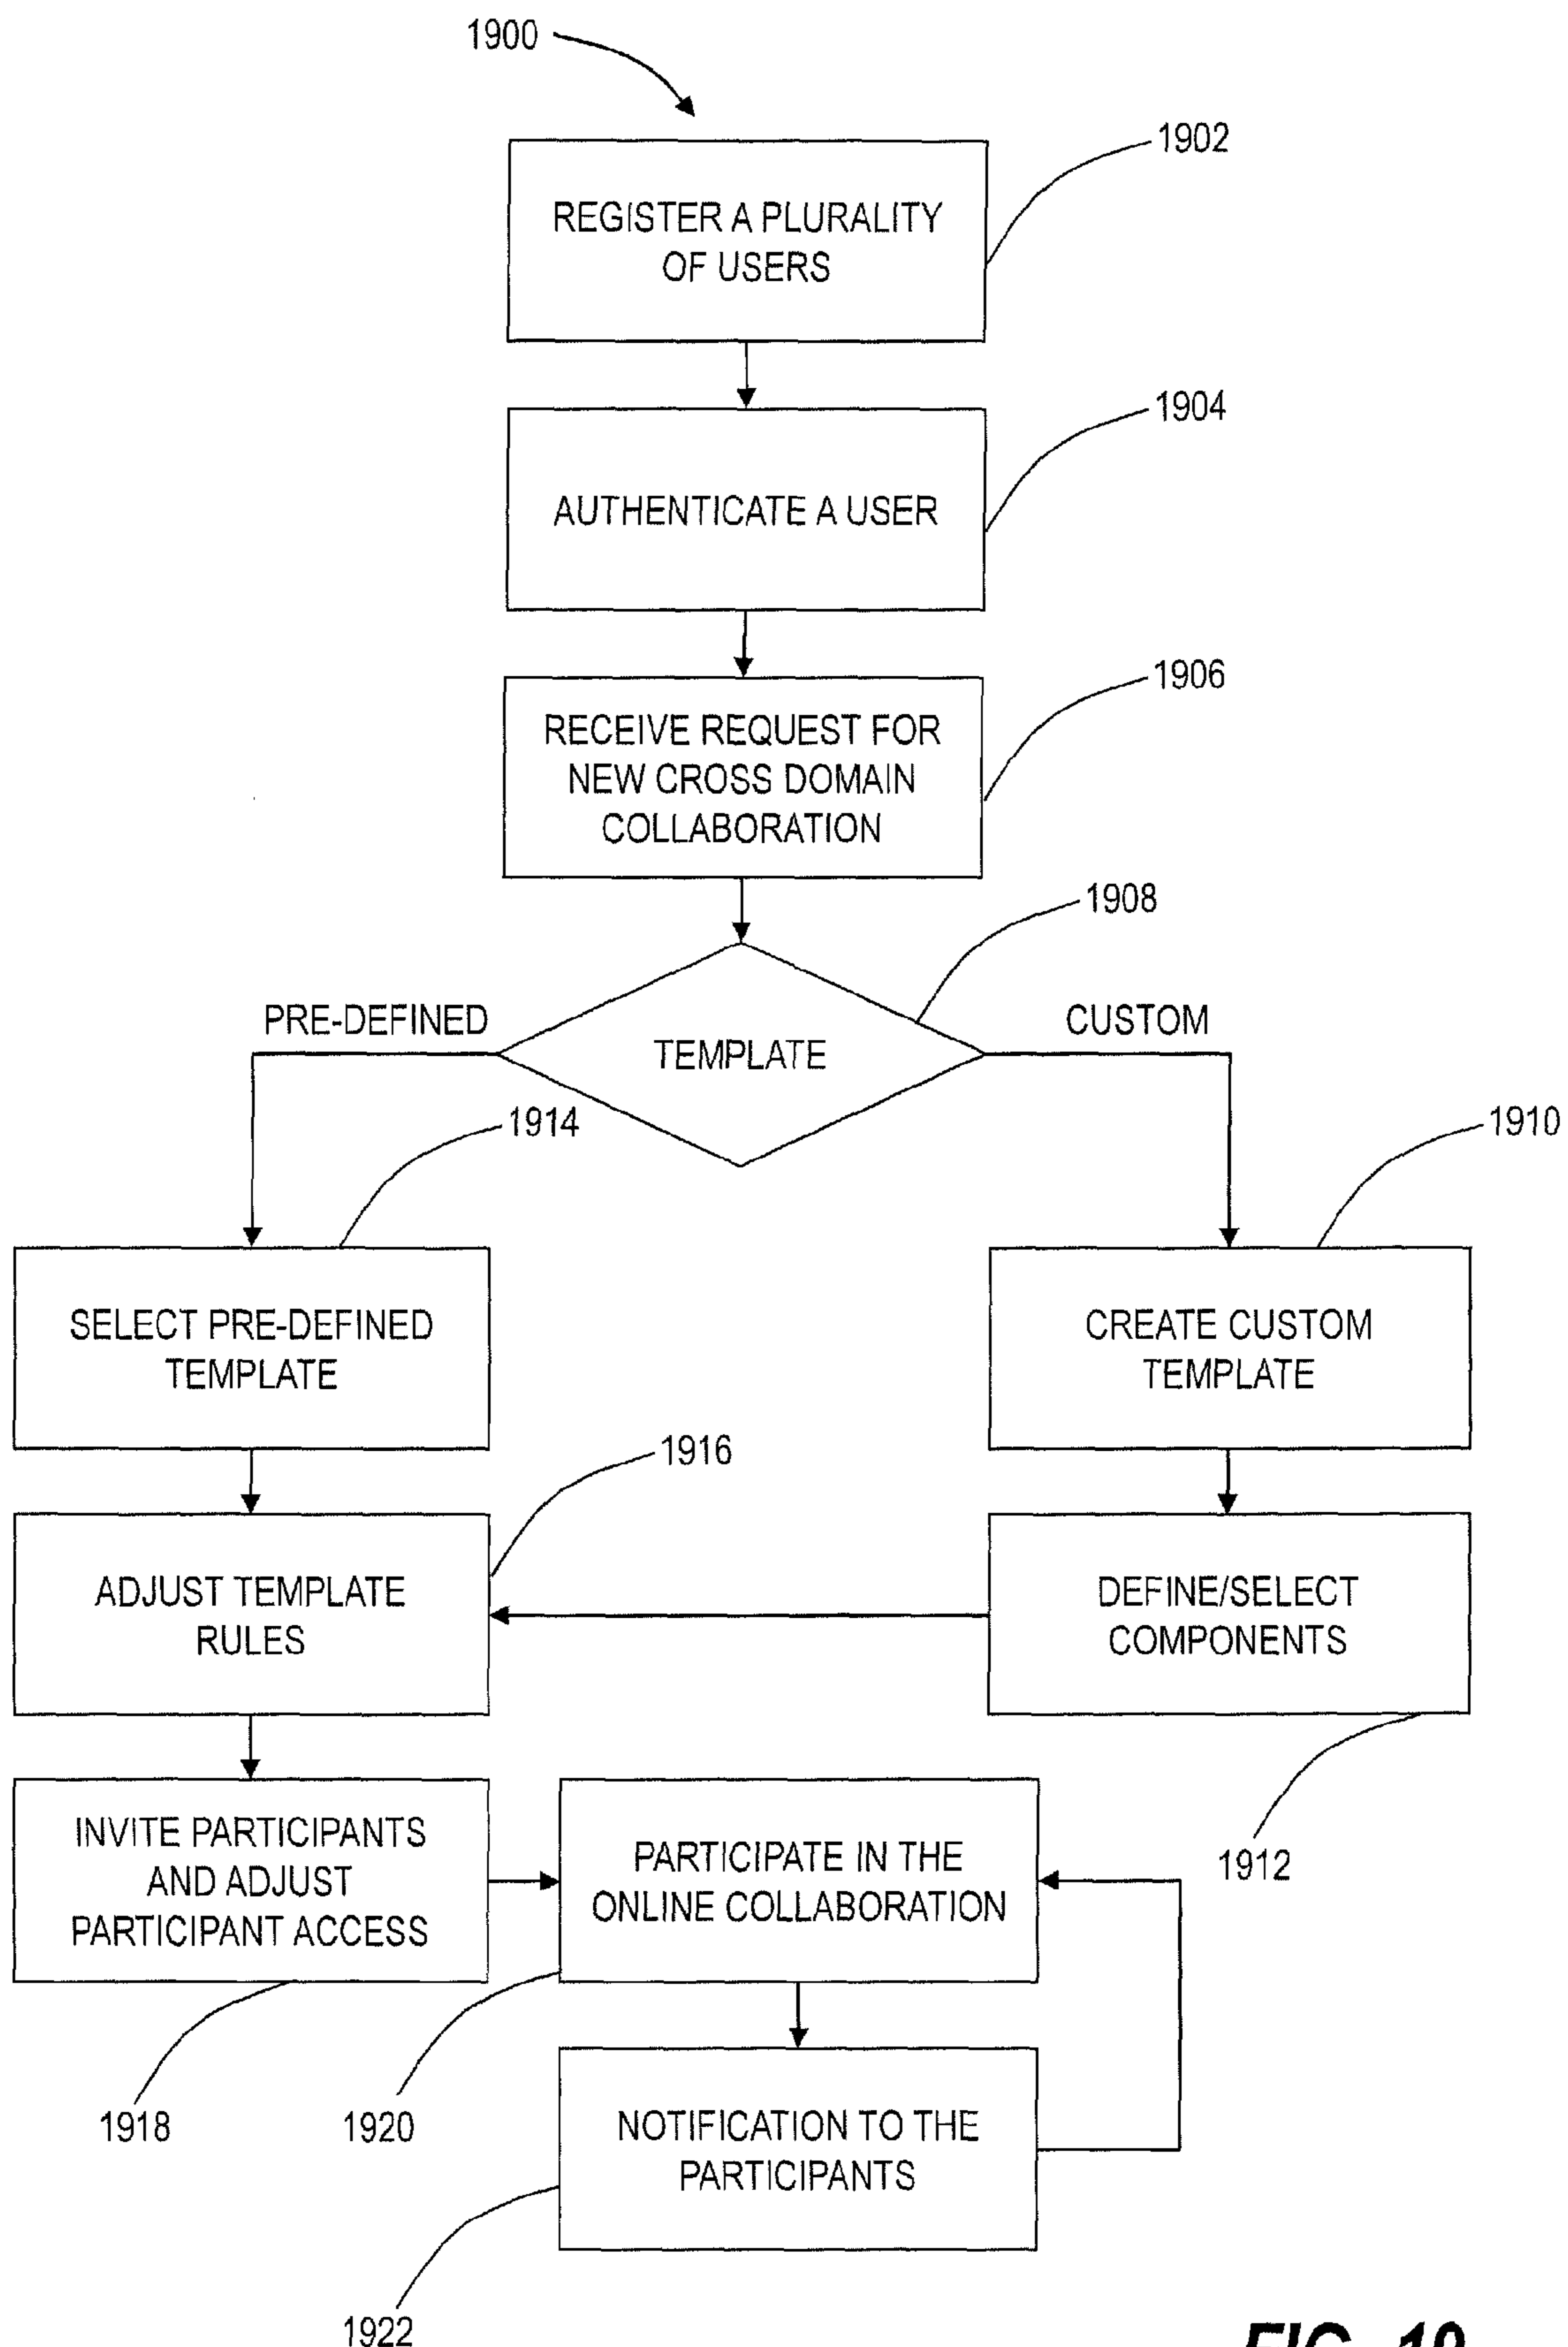 1900
1902
REGISTER A PLURALITY
OF USERS
1904
AUTHENTICATE A USER
1906
RECEIVE REQUEST FOR
NEW CROSS DOMAIN
COLLABORATION
1908
PRE-DEFINED
CUSTOM
TEMPLATE
1914
1910
SELECT PRE-DEFINED
TEMPLATE
CREATE CUSTOM
TEMPLATE
1916
ADJUST TEMPLATE
RULES
DEFINE/SELECT
COMPONENTS
1912
INVITE PARTICIPANTS
AND ADJUST
PARTICIPANT ACCESS
PARTICIPATE IN THE
ONLINE COLLABORATION
1918
1920
NOTIFICATION TO THE
PARTICIPANTS
1922
FIG. 19